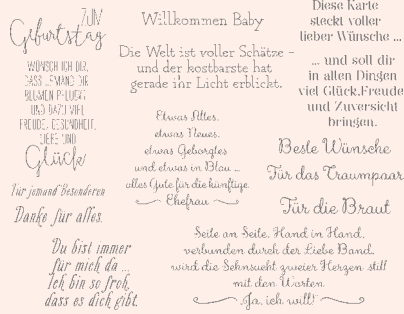 ZUM
Geburtstag
WÜNSCH ICH DIR,
DASS JEMAND DIR
BLUMEN PFLÜCKT
UND DAZU VIEL
FREUDE, GESUNDHEIT,
LIEBE UND
Glück
Für jemand Besonderen
Danke für alles.
Du bist immer
für mich da ...
Ich bin so froh,
dass es dich gibt.
Willkommen Baby
Die Welt ist voller Schätze –
und der kostbarste hat
gerade ihr Licht erblickt.
Etwas Altes,
etwas Neues,
etwas Geborgtes
und etwas in Blau ...
alles Gute für die künftige
Ehefrau
Diese Karte
steckt voller
lieber Wünsche ...
... und soll dir
in allen Dingen
viel Glück, Freude
und Zuversicht
bringen.
Beste Wünsche
Für das Traumpaar
Für die Braut
Seite an Seite, Hand in Hand,
verbunden durch der Liebe Band,
wird die Sehnsucht zweier Herzen still
mit den Worten
„Ja, ich will!“